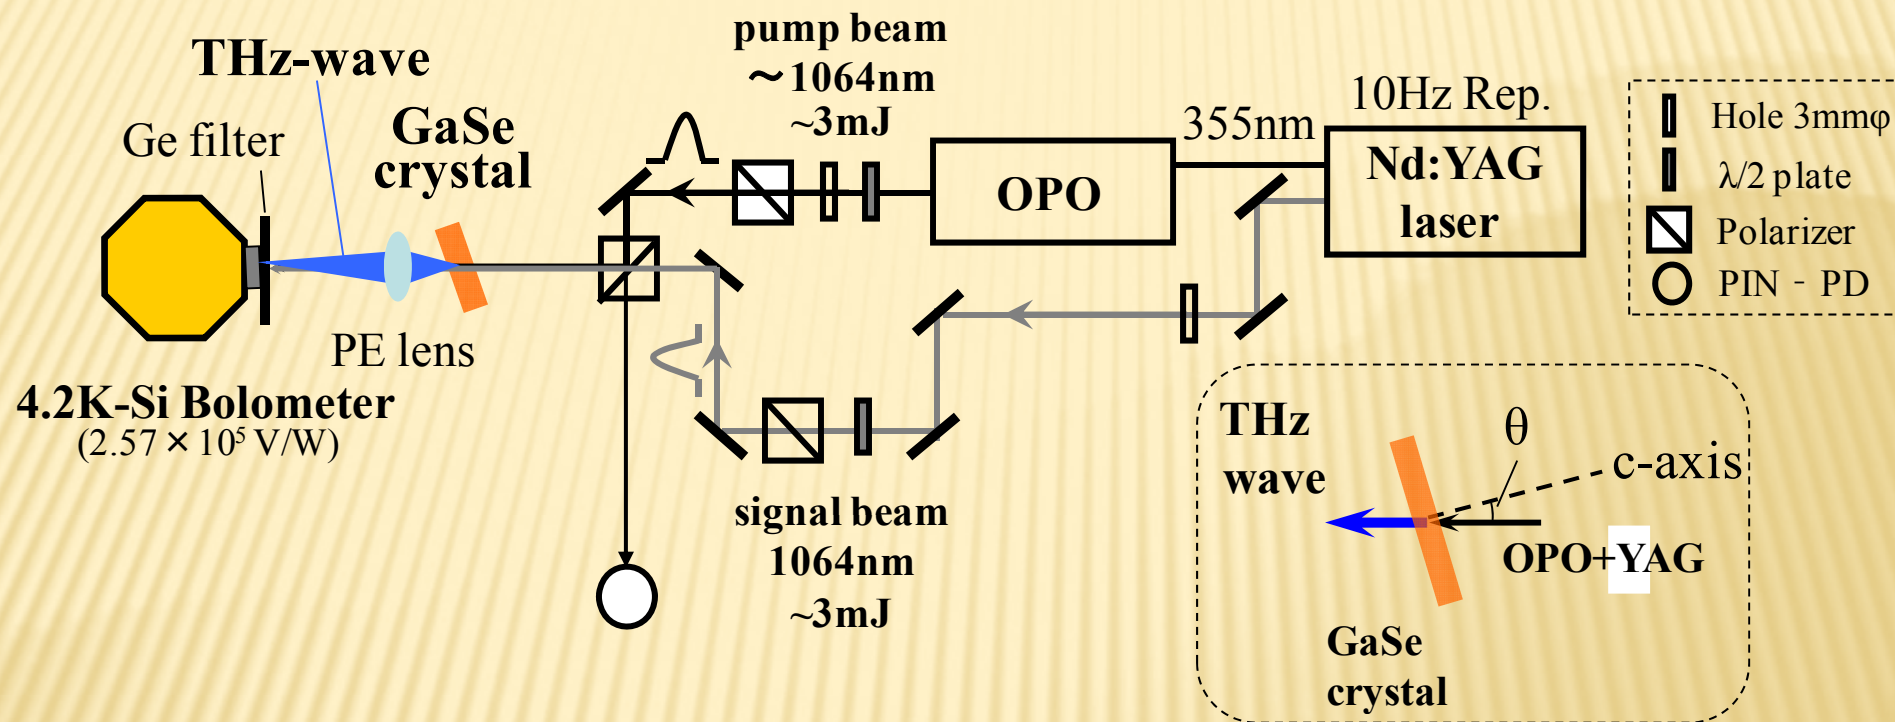 pump beam
～1064nm
~3mJ
THz-wave
GaSe
crystal
Ge filter
355nm
10Hz Rep.
OPO
Nd:YAG
laser
Hole 3mmφ
λ/2 plate
Polarizer
PIN - PD
PE lens
4.2K-Si Bolometer
(2.57×10⁵ V/W)
signal beam
1064nm
~3mJ
THz
wave
θ
c-axis
OPO+YAG
GaSe
crystal